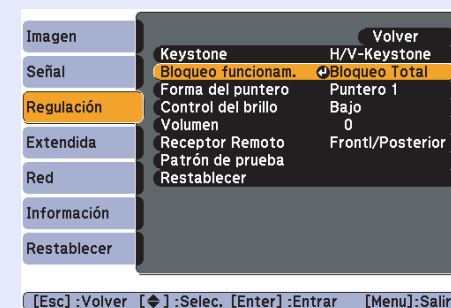 Imagen
Señal
Regulación
Extendida
Red
Información
Restablecer
Volver
Keystone H/V-Keystone
Bloqueo funcionam. Bloqueo Total
Forma del puntero Puntero 1
Control del brillo Bajo
Volumen 0
Receptor Remoto Frontl/Posterior
Patrón de prueba
Restablecer
[Esc] :Volver [◆] :Selec. [Enter] :Entrar [Menu]:Salir